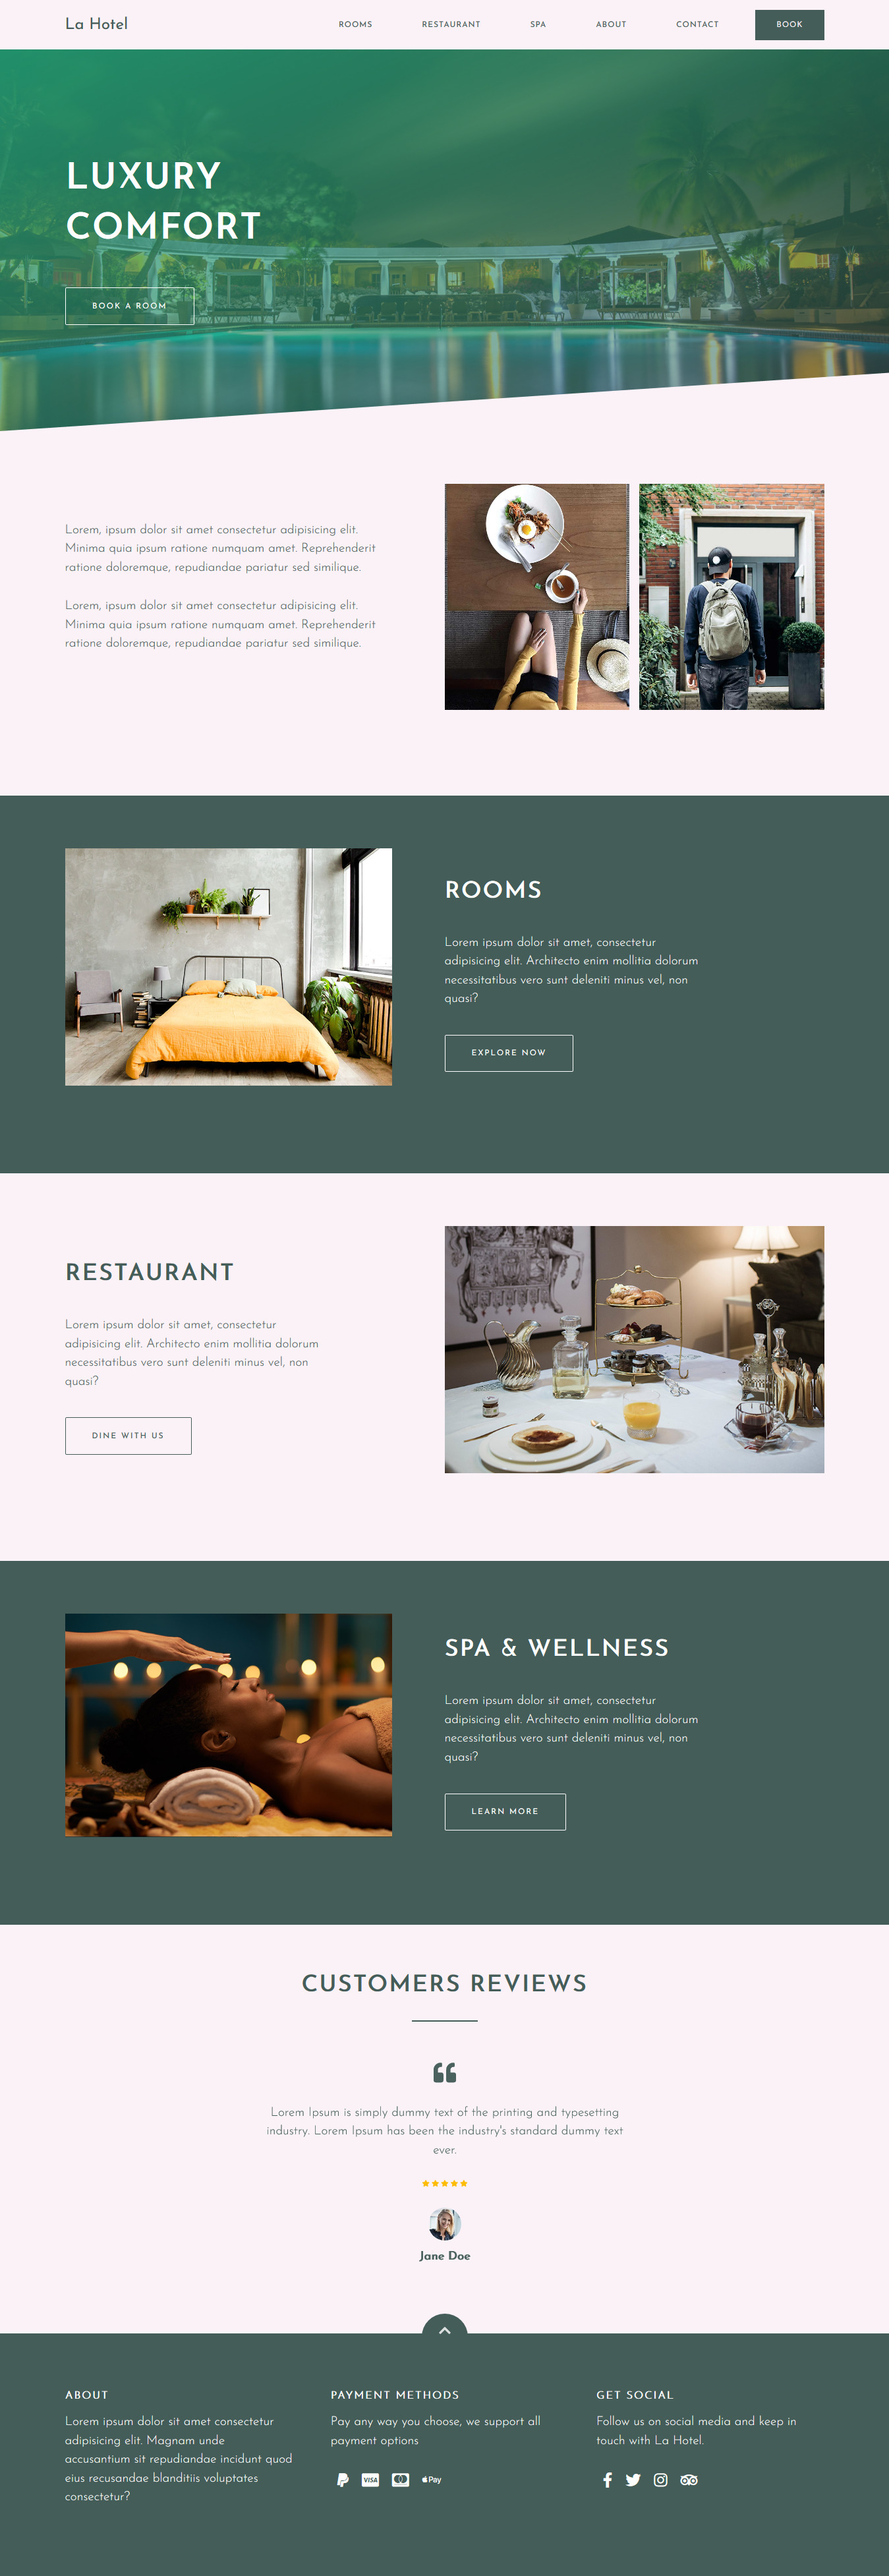 La Hotel
ROOMS RESTAURANT SPA ABOUT CONTACT BOOK
LUXURY
COMFORT
BOOK A ROOM
Lorem, ipsum dolor sit amet consectetur adipisicing elit.
Minima quia ipsum ratione numquam amet. Reprehenderit
ratione doloremque, repudiandae pariatur sed similique.
Lorem, ipsum dolor sit amet consectetur adipisicing elit.
Minima quia ipsum ratione numquam amet. Reprehenderit
ratione doloremque, repudiandae pariatur sed similique.
ROOMS
Lorem ipsum dolor sit amet, consectetur
adipisicing elit. Architecto enim mollitia dolorum
necessitatibus vero sunt deleniti minus vel, non
quasi?
EXPLORE NOW
RESTAURANT
Lorem ipsum dolor sit amet, consectetur
adipisicing elit. Architecto enim mollitia dolorum
necessitatibus vero sunt deleniti minus vel, non
quasi?
DINE WITH US
SPA & WELLNESS
Lorem ipsum dolor sit amet, consectetur
adipisicing elit. Architecto enim mollitia dolorum
necessitatibus vero sunt deleniti minus vel, non
quasi?
LEARN MORE
CUSTOMERS REVIEWS
Lorem Ipsum is simply dummy text of the printing and typesetting
industry. Lorem Ipsum has been the industry's standard dummy text
ever.
Jane Doe
ABOUT
Lorem ipsum dolor sit amet consectetur
adipisicing elit. Magnam unde
accusantium sit repudiandae incidunt quod
eius recusandae blanditiis voluptates
consectetur?
PAYMENT METHODS
Pay any way you choose, we support all
payment options
VISA
Pay
GET SOCIAL
Follow us on social media and keep in
touch with La Hotel.